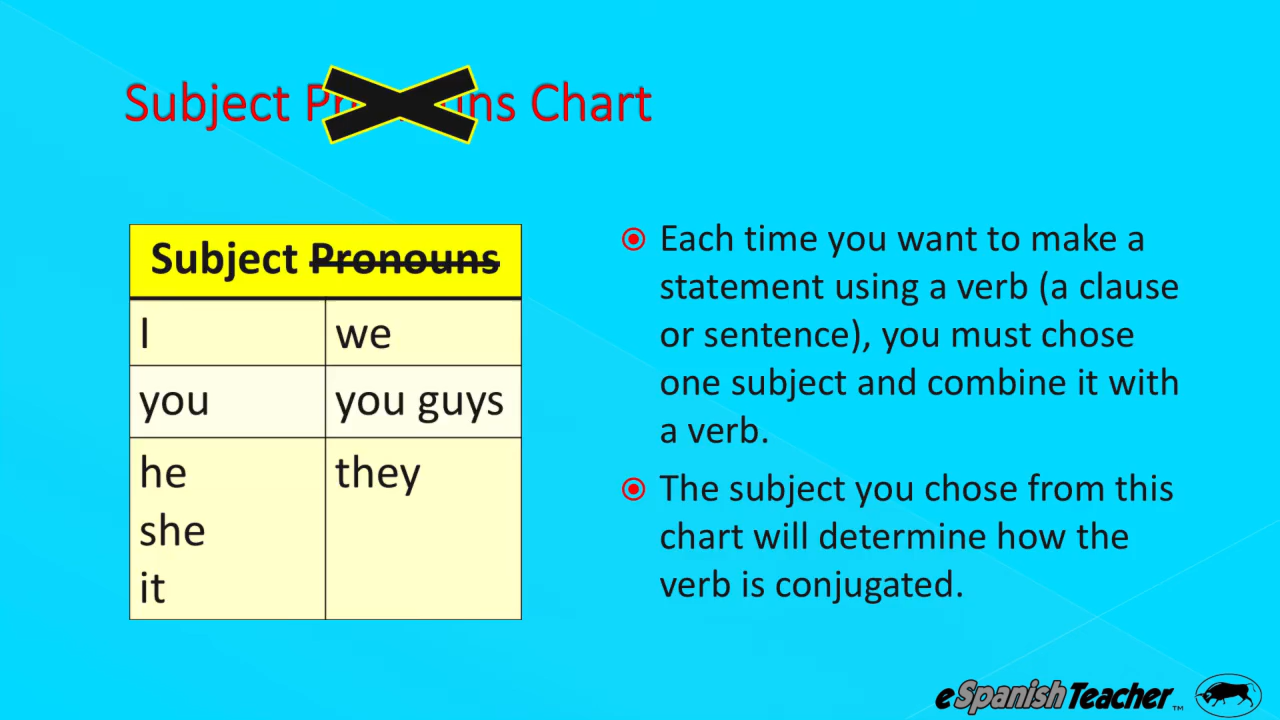 Subject Pronouns Chart
Subject Pronouns
I we
you you guys
he they
she
it
Each time you want to make a
statement using a verb (a clause
or sentence), you must chose
one subject and combine it with
a verb.
The subject you chose from this
chart will determine how the
verb is conjugated.
eSpanishTeacher™